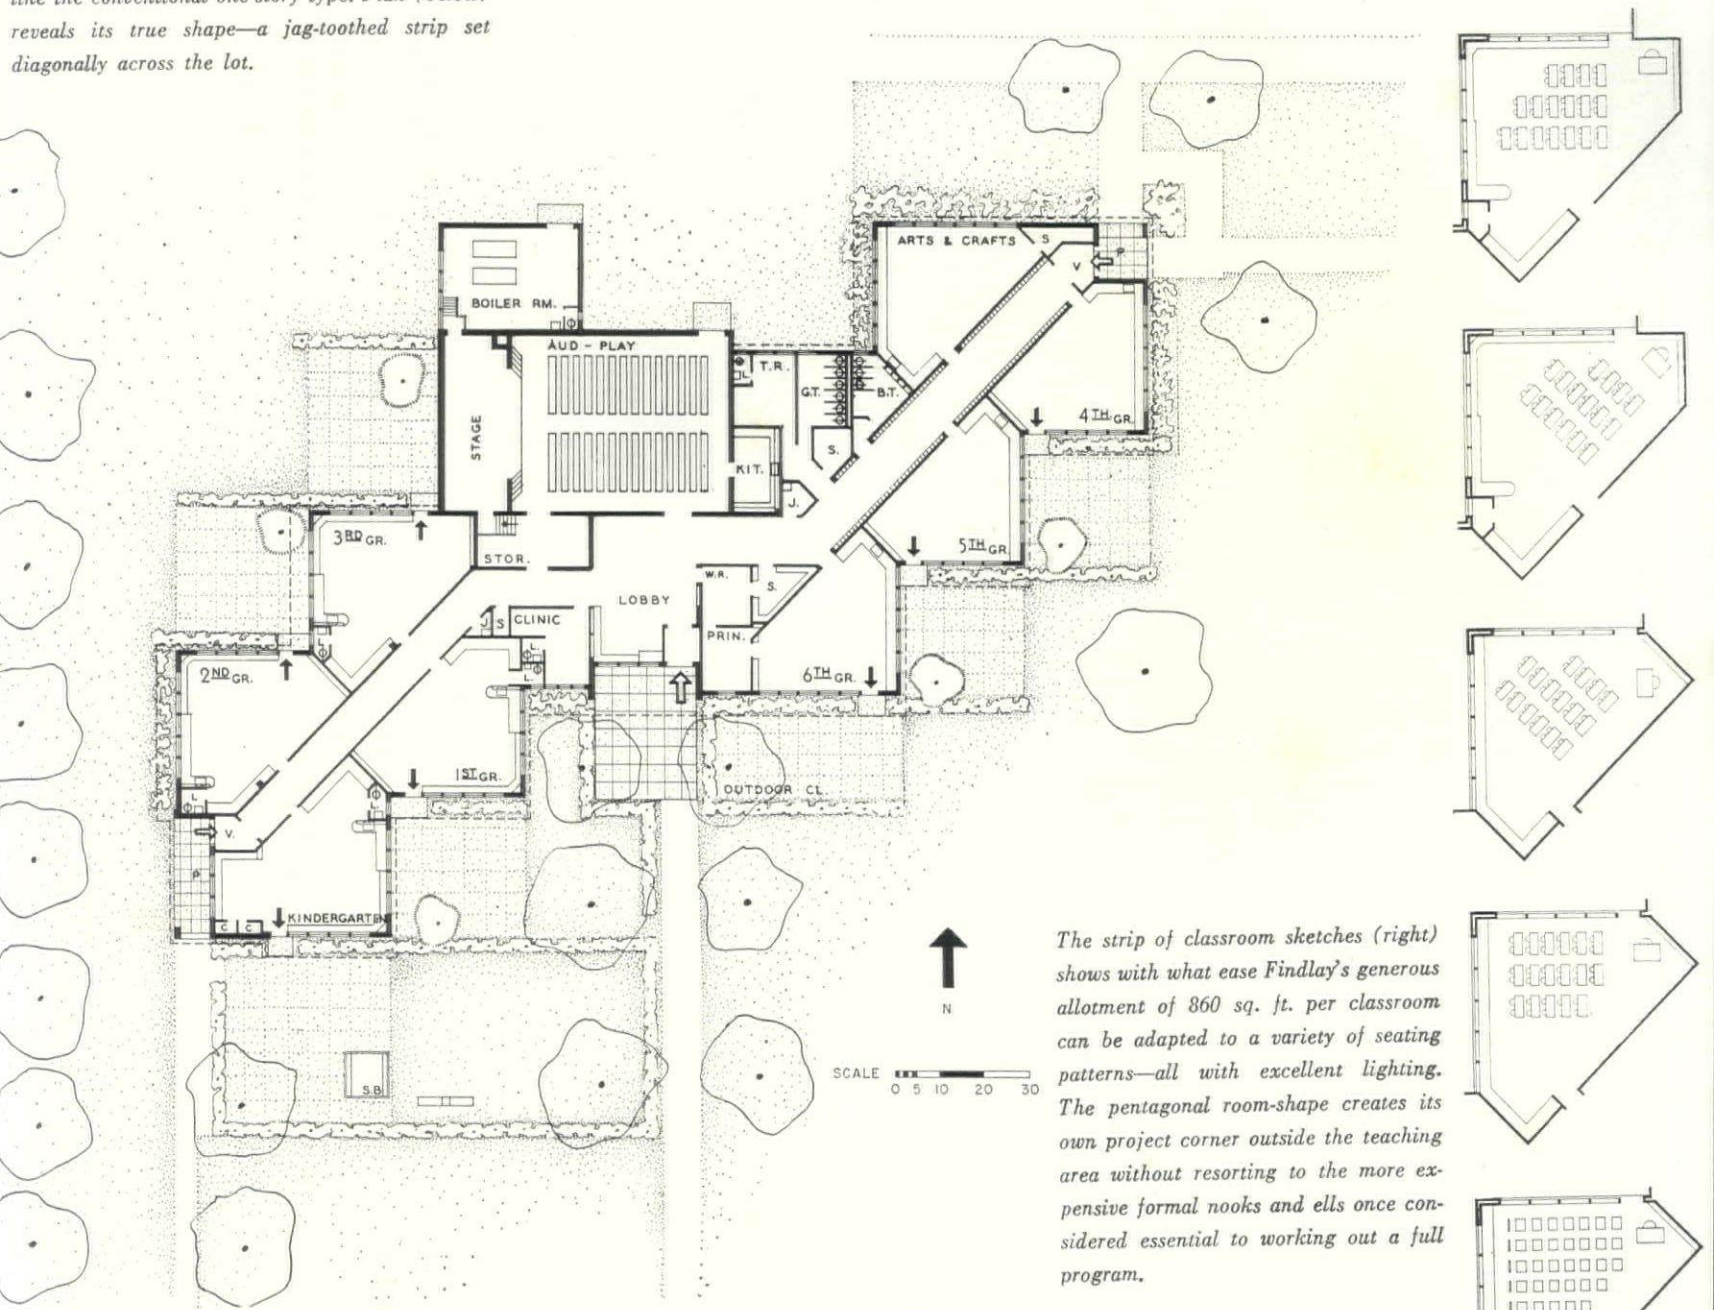 reveals its true shape—a jag-toothed strip set
diagonally across the lot.
ARTS & CRAFTS
S
V
P
BOILER RM.
AUD - PLAY
STAGE
T.R.
L
G.T.
B.T.
S.
KIT.
J.
4TH GR.
5TH GR.
3RD GR.
STOR.
W.R.
S.
LOBBY
J
S
CLINIC
L.
L.
PRIN.
6TH GR.
2ND GR.
L
L
1ST GR.
L
OUTDOOR CL.
V.
P
C
C
KINDERGARTEN
S.B
N
SCALE
0 5 10 20 30
The strip of classroom sketches (right)
shows with what ease Findlay's generous
allotment of 860 sq. ft. per classroom
can be adapted to a variety of seating
patterns—all with excellent lighting.
The pentagonal room-shape creates its
own project corner outside the teaching
area without resorting to the more ex-
pensive formal nooks and ells once con-
sidered essential to working out a full
program.